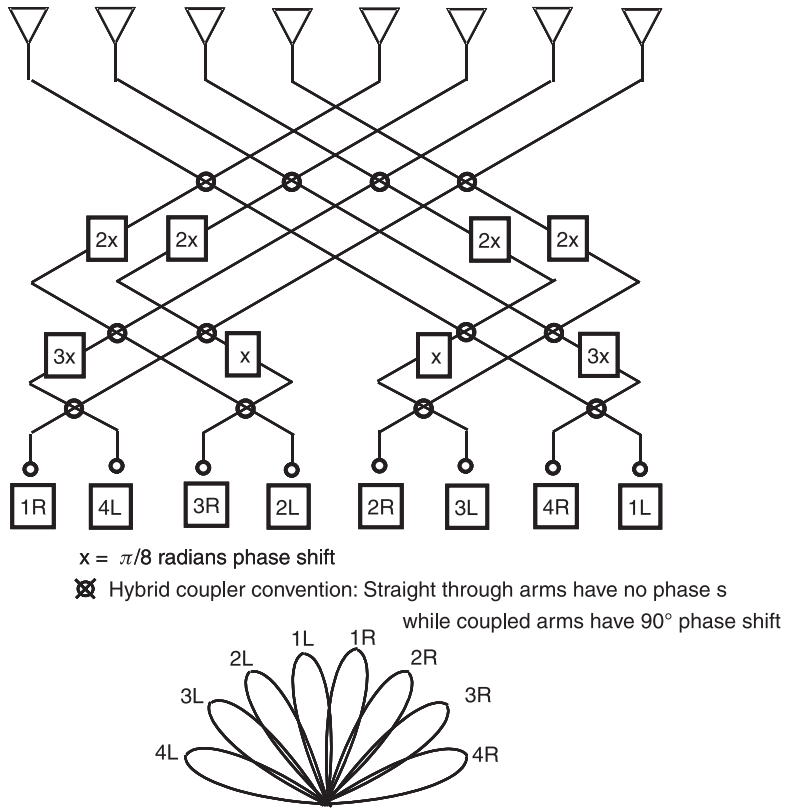 2x 2x 2x 2x
3x x x 3x
1R 4L 3R 2L 2R 3L 4R 1L
x = π/8 radians phase shift
Hybrid coupler convention: Straight through arms have no phase s
while coupled arms have 90° phase shift
1L 1R
2L 2R
3L 3R
4L 4R